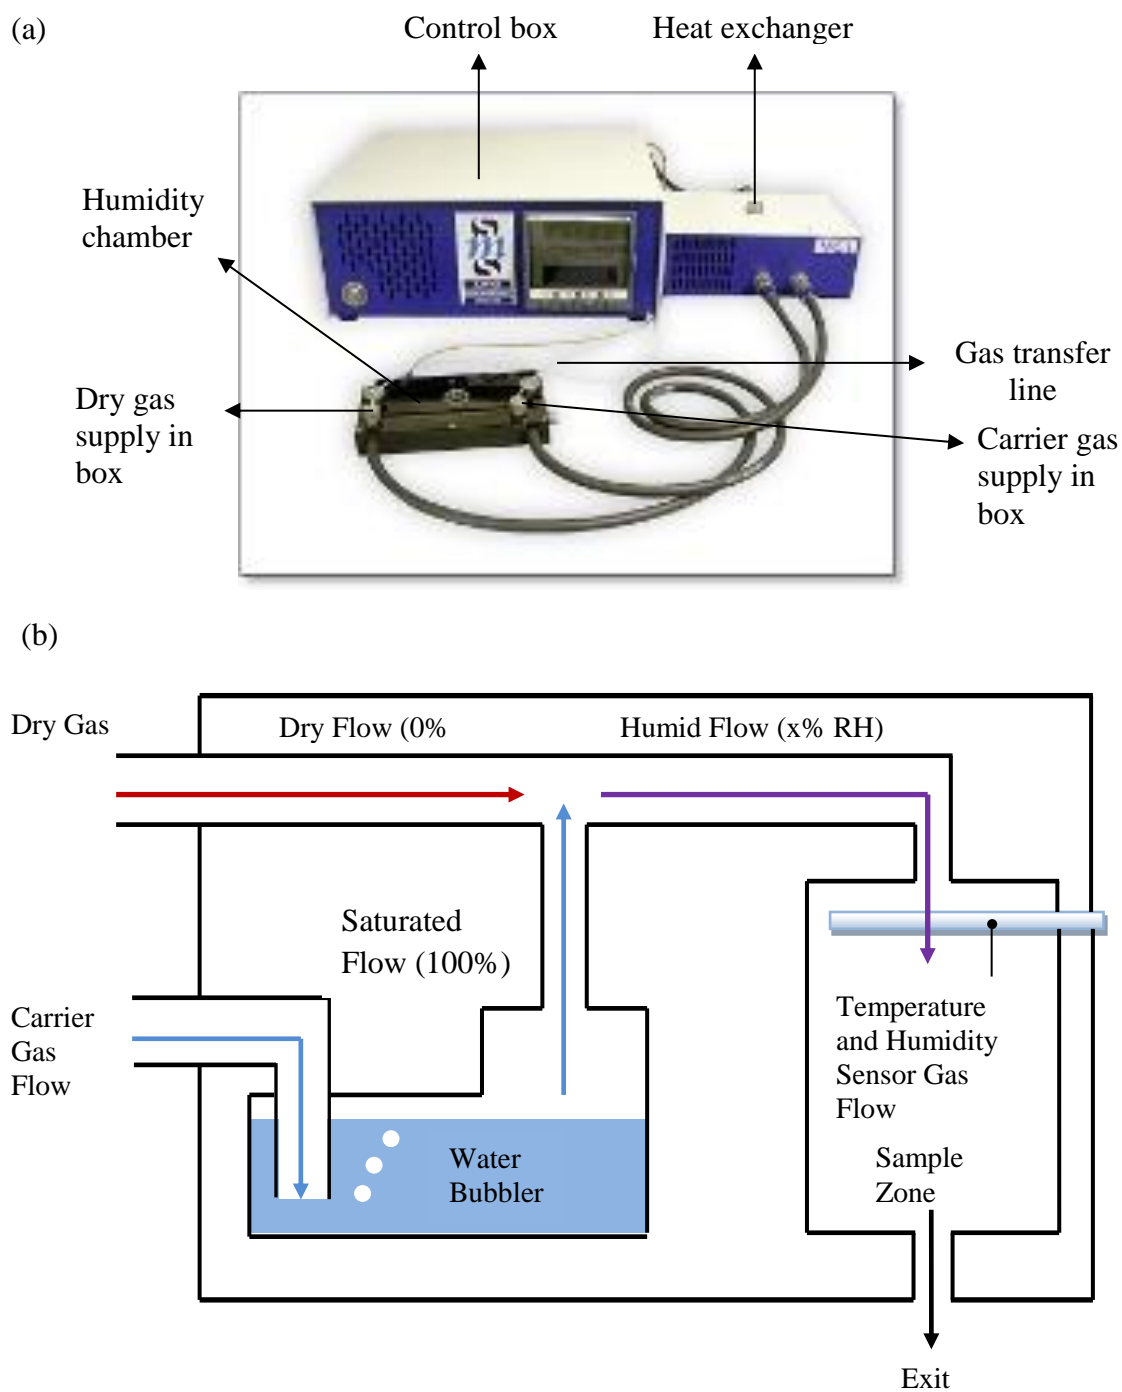 (a)
Control box
Heat exchanger
Humidity
chamber
Dry gas
supply in
box
Gas transfer
line
Carrier gas
supply in
box
(b)
Dry Gas
Dry Flow (0%
Humid Flow (x% RH)
Saturated
Flow (100%)
Carrier
Gas
Flow
Water
Bubbler
Temperature
and Humidity
Sensor Gas
Flow
Sample
Zone
Exit